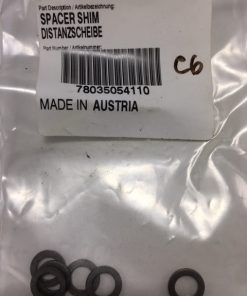 Part Description / Artikelbezeichnung:
SPACER SHIM
DISTANZSCHEIBE
Part Number / Artikelnummer:
78035054110
MADE IN AUSTRIA
C6